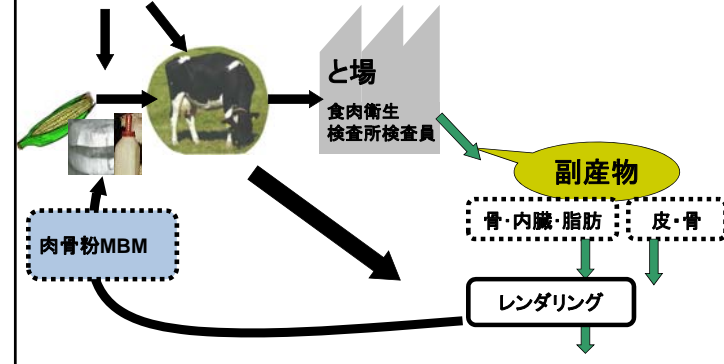 と場
食肉衛生
検査所検査員
副産物
骨・内臓・脂肪
皮・骨
肉骨粉MBM
レンダリング